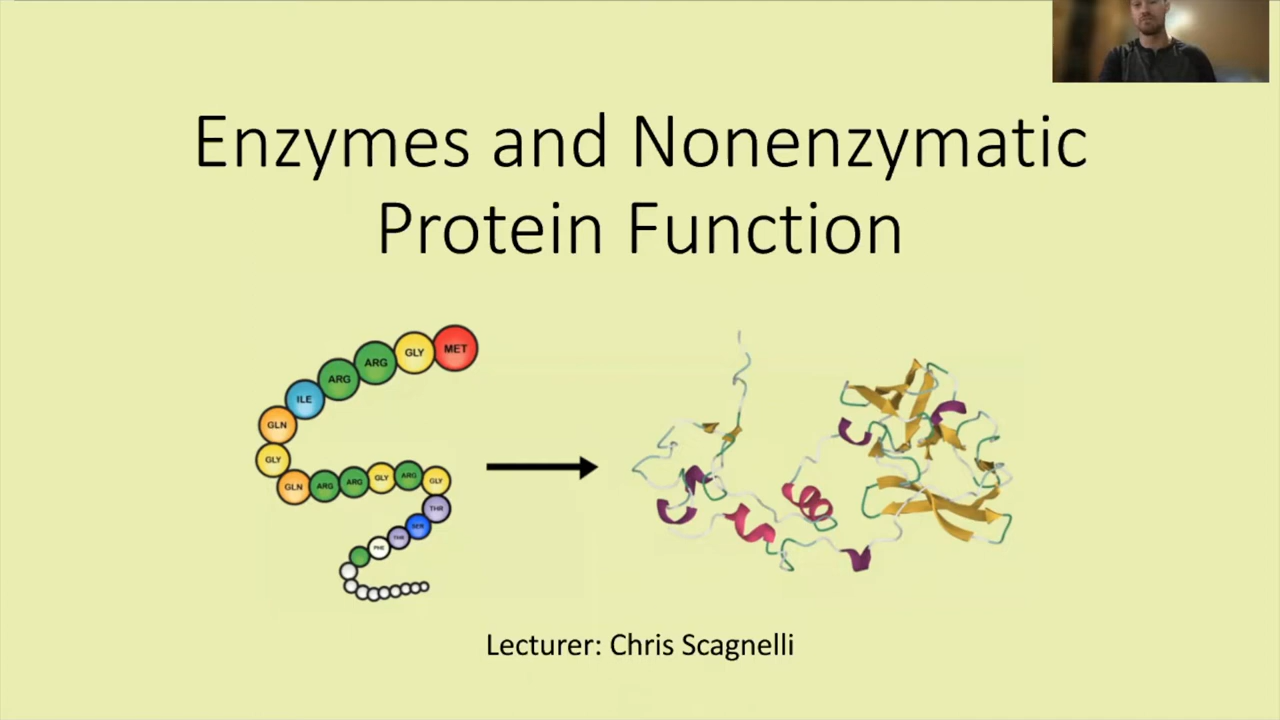 Enzymes and Nonenzymatic
Protein Function
MET
GLY
ARG
ARG
ILE
GLN
GLY
GLN
ARG
ARG
GLY
ARG
GLY
THR
SER
THR
PHE
Lecturer: Chris Scagnelli